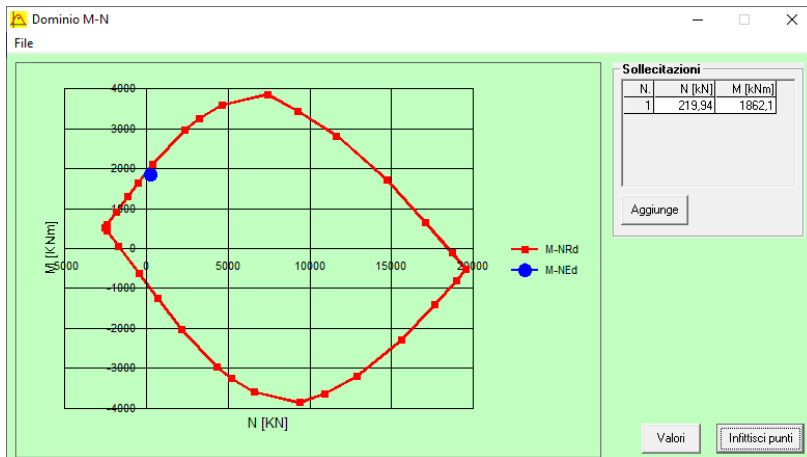 Dominio M-N
File
4000
3000
2000
1000
0
-1000
-2000
-3000
-4000
M [KNm]
-5000 0 5000 10000 15000 20000
N [KN]
M-NRd
M-NEd
Sollecitazioni
N. N [kN] M [kNm]
1 219,94 1862,1
Aggiunge
Valori
Infittisci punti